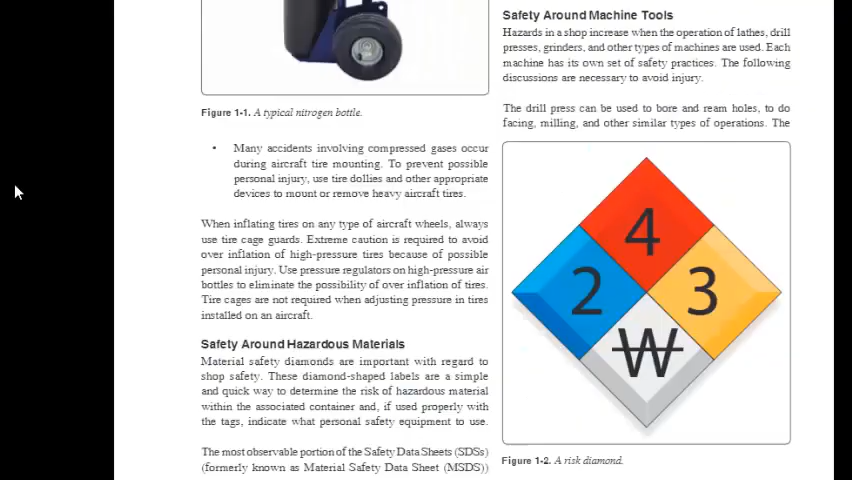 Figure 1-1. A typical nitrogen bottle.
• Many accidents involving compressed gases occur
during aircraft tire mounting. To prevent possible
personal injury, use tire dollies and other appropriate
devices to mount or remove heavy aircraft tires.
When inflating tires on any type of aircraft wheels, always
use tire cage guards. Extreme caution is required to avoid
over inflation of high-pressure tires because of possible
personal injury. Use pressure regulators on high-pressure air
bottles to eliminate the possibility of over inflation of tires.
Tire cages are not required when adjusting pressure in tires
installed on an aircraft.
Safety Around Hazardous Materials
Material safety diamonds are important with regard to
shop safety. These diamond-shaped labels are a simple
and quick way to determine the risk of hazardous material
within the associated container and, if used properly with
the tags, indicate what personal safety equipment to use.
The most observable portion of the Safety Data Sheets (SDSs)
(formerly known as Material Safety Data Sheet (MSDS))
Safety Around Machine Tools
Hazards in a shop increase when the operation of lathes, drill
presses, grinders, and other types of machines are used. Each
machine has its own set of safety practices. The following
discussions are necessary to avoid injury.
The drill press can be used to bore and ream holes, to do
facing, milling, and other similar types of operations. The
4
2 3
W
Figure 1-2. A risk diamond.